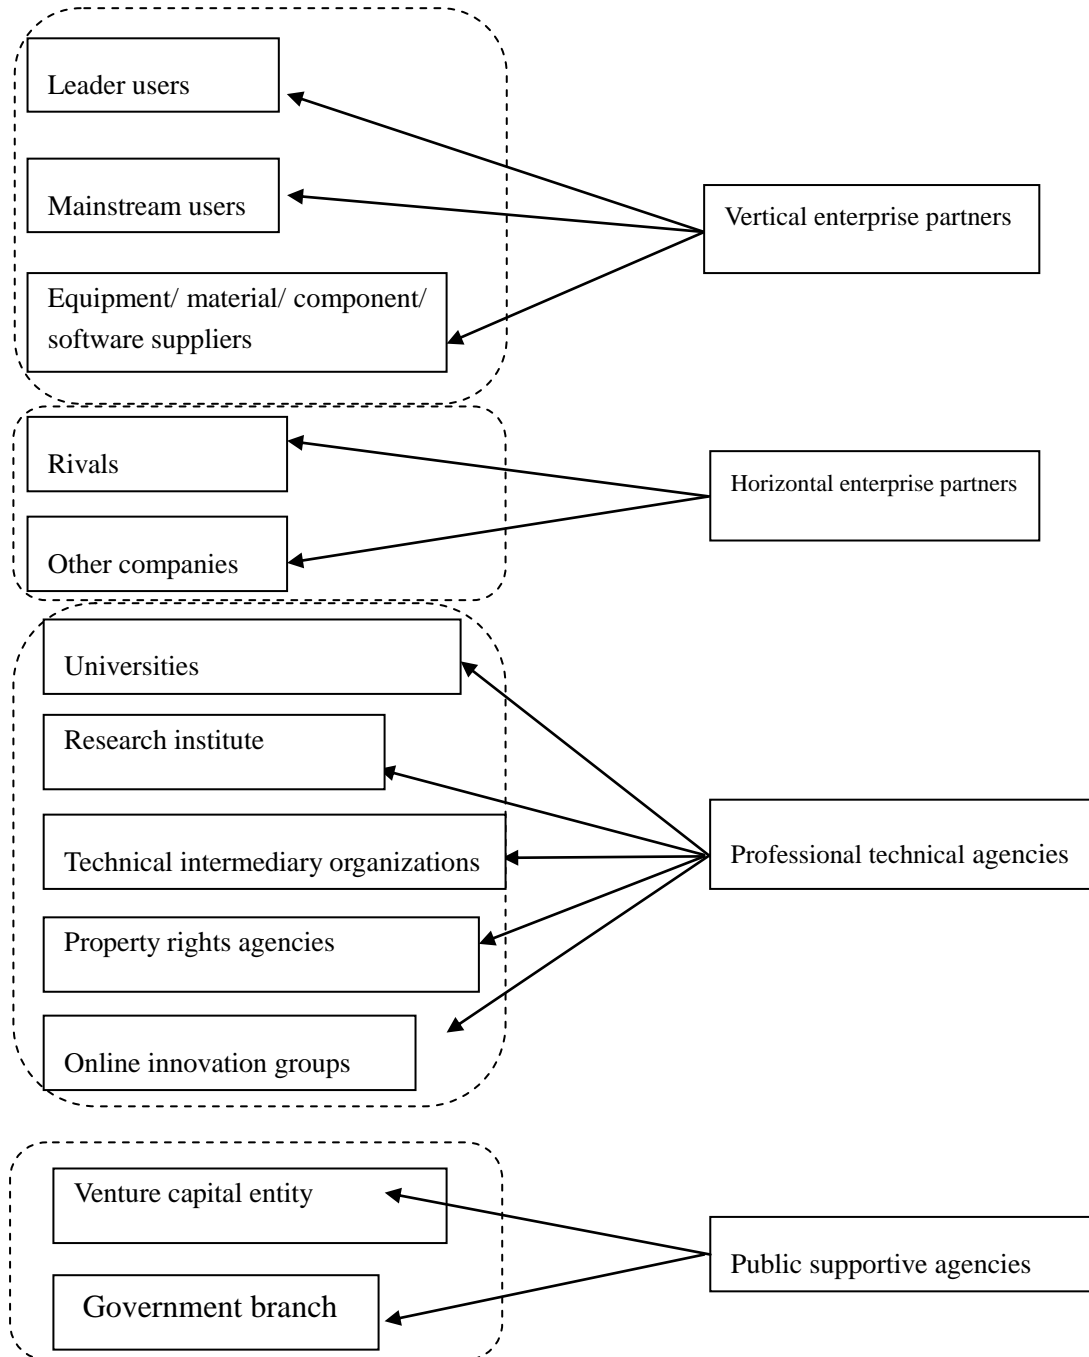 Leader users
Mainstream users
Vertical enterprise partners
Equipment/ material/ component/
software suppliers
Rivals
Horizontal enterprise partners
Other companies
Universities
Research institute
Technical intermediary organizations
Professional technical agencies
Property rights agencies
Online innovation groups
Venture capital entity
Public supportive agencies
Government branch